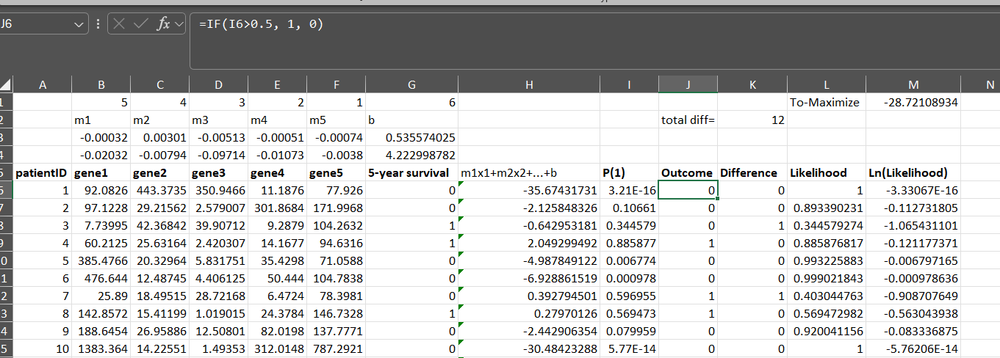 J6 fx =IF(I6>0.5, 1, 0)
A B C D E F G H I J K L M N
1 5 4 3 2 1 6 To-Maximize -28.72108934
2 m1 m2 m3 m4 m5 b total diff= 12
3 -0.00032 0.00301 -0.00513 -0.00051 -0.00074 0.535574025
4 -0.02032 -0.00794 -0.09714 -0.01073 -0.0038 4.222998782
5 patientID gene1 gene2 gene3 gene4 gene5 5-year survival m1x1+m2x2+...+b P(1) Outcome Difference Likelihood Ln(Likelihood)
6 1 92.0826 443.3735 350.9466 11.1876 77.926 0 -35.67431731 3.21E-16 0 0 1 -3.33067E-16
7 2 97.1228 29.21562 2.579007 301.8684 171.9968 0 -2.125848326 0.10661 0 0 0.893390231 -0.112731805
8 3 7.73995 42.36842 39.90712 9.2879 104.2632 1 -0.642953181 0.344579 0 1 0.344579274 -1.065431101
9 4 60.2125 25.63164 2.420307 14.1677 94.6316 1 2.049299492 0.885877 1 0 0.885876817 -0.121177371
0 5 385.4766 20.32964 5.831751 35.4298 71.0588 0 -4.987849122 0.006774 0 0 0.993225883 -0.006797165
1 6 476.644 12.48745 4.406125 50.444 104.7838 0 -6.928861519 0.000978 0 0 0.999021843 -0.000978636
2 7 25.89 18.49515 28.72168 6.4724 78.3981 0 0.392794501 0.596955 1 1 0.403044763 -0.908707649
3 8 142.8572 15.41199 1.019015 24.3784 146.7328 1 0.27970126 0.569473 1 0 0.569472982 -0.563043938
4 9 188.6454 26.95886 12.50801 82.0198 137.7771 0 -2.442906354 0.079959 0 0 0.920041156 -0.083336875
5 10 1383.364 14.22551 1.49353 312.0148 787.2921 0 -30.48423288 5.77E-14 0 0 1 -5.76206E-14